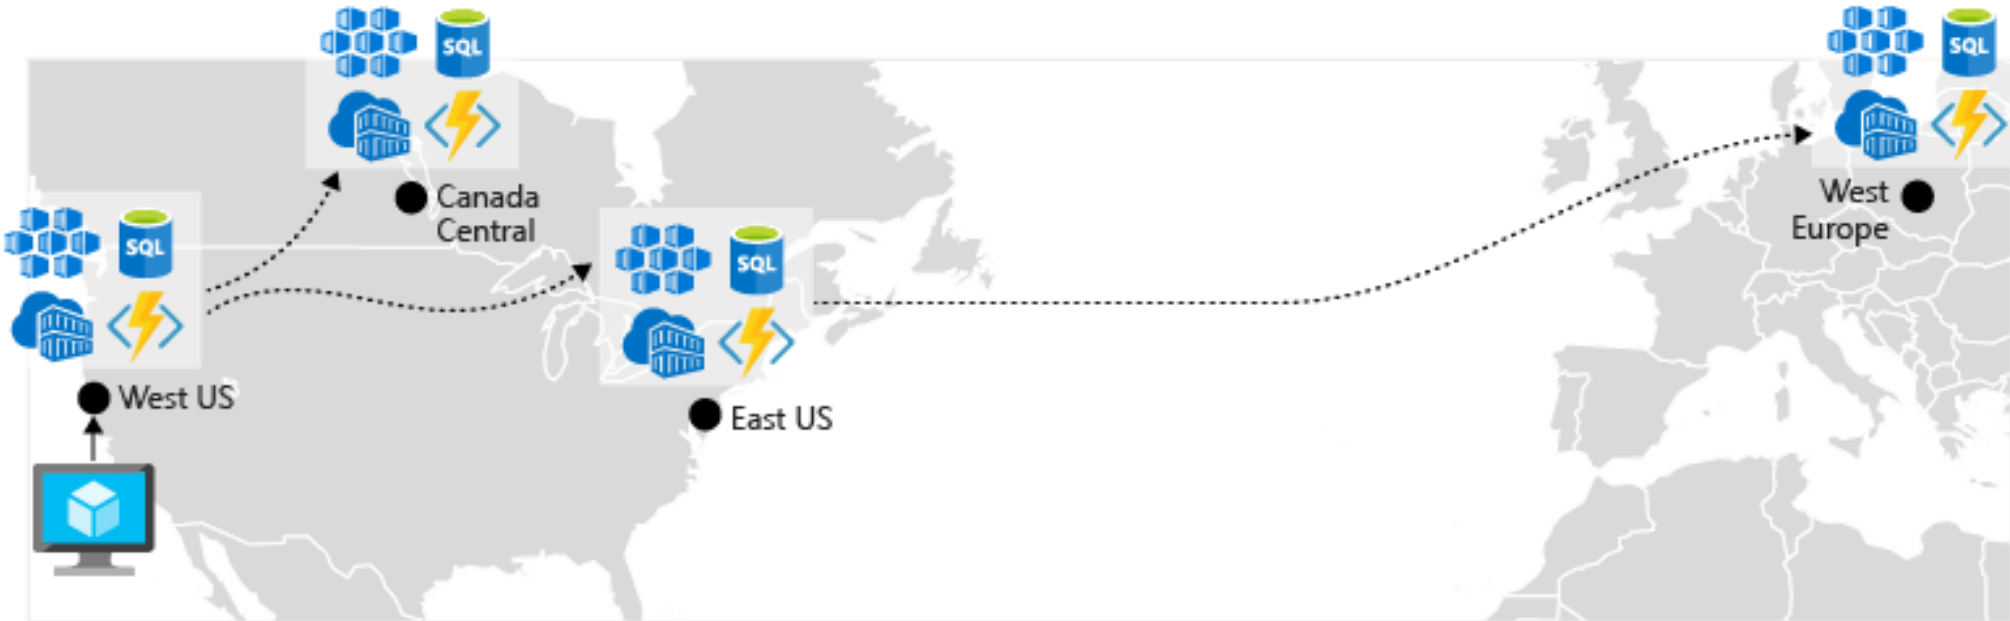 SQL
SQL
SQL
SQL
Canada
Central
West
Europe
West US
East US